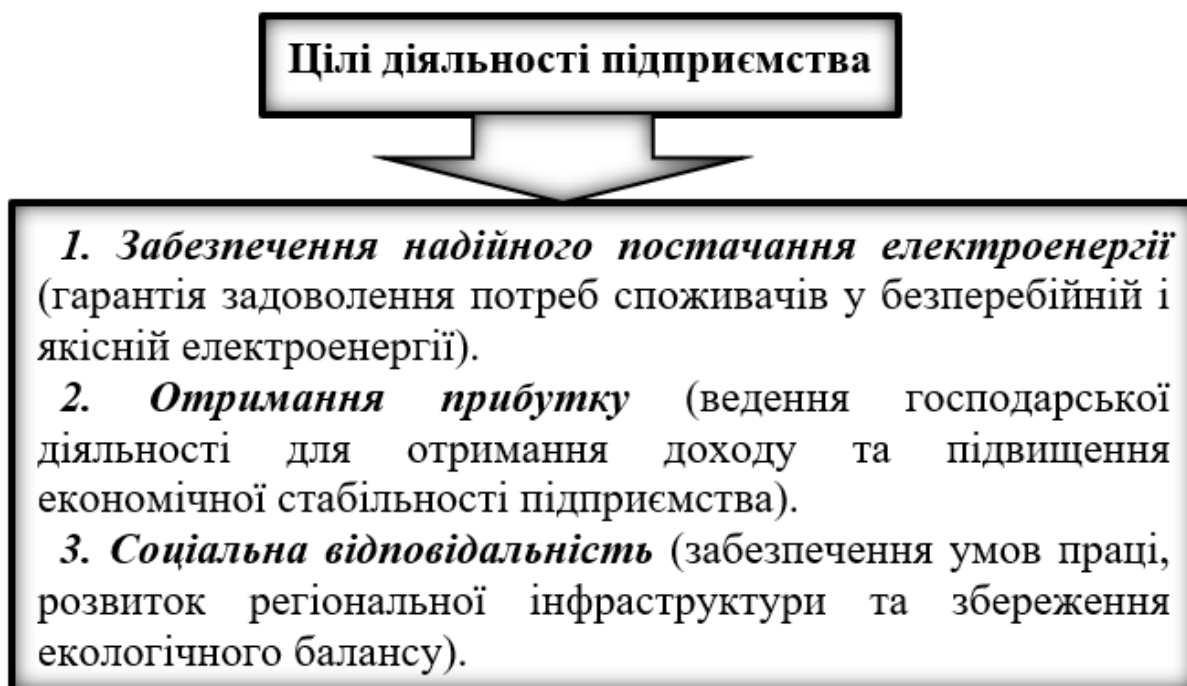 Цілі діяльності підприємства
1. Забезпечення надійного постачання електроенергії
(гарантія задоволення потреб споживачів у безперебійній і
якісній електроенергії).
2. Отримання прибутку (ведення господарської
діяльності для отримання доходу та підвищення
економічної стабільності підприємства).
3. Соціальна відповідальність (забезпечення умов праці,
розвиток регіональної інфраструктури та збереження
екологічного балансу).